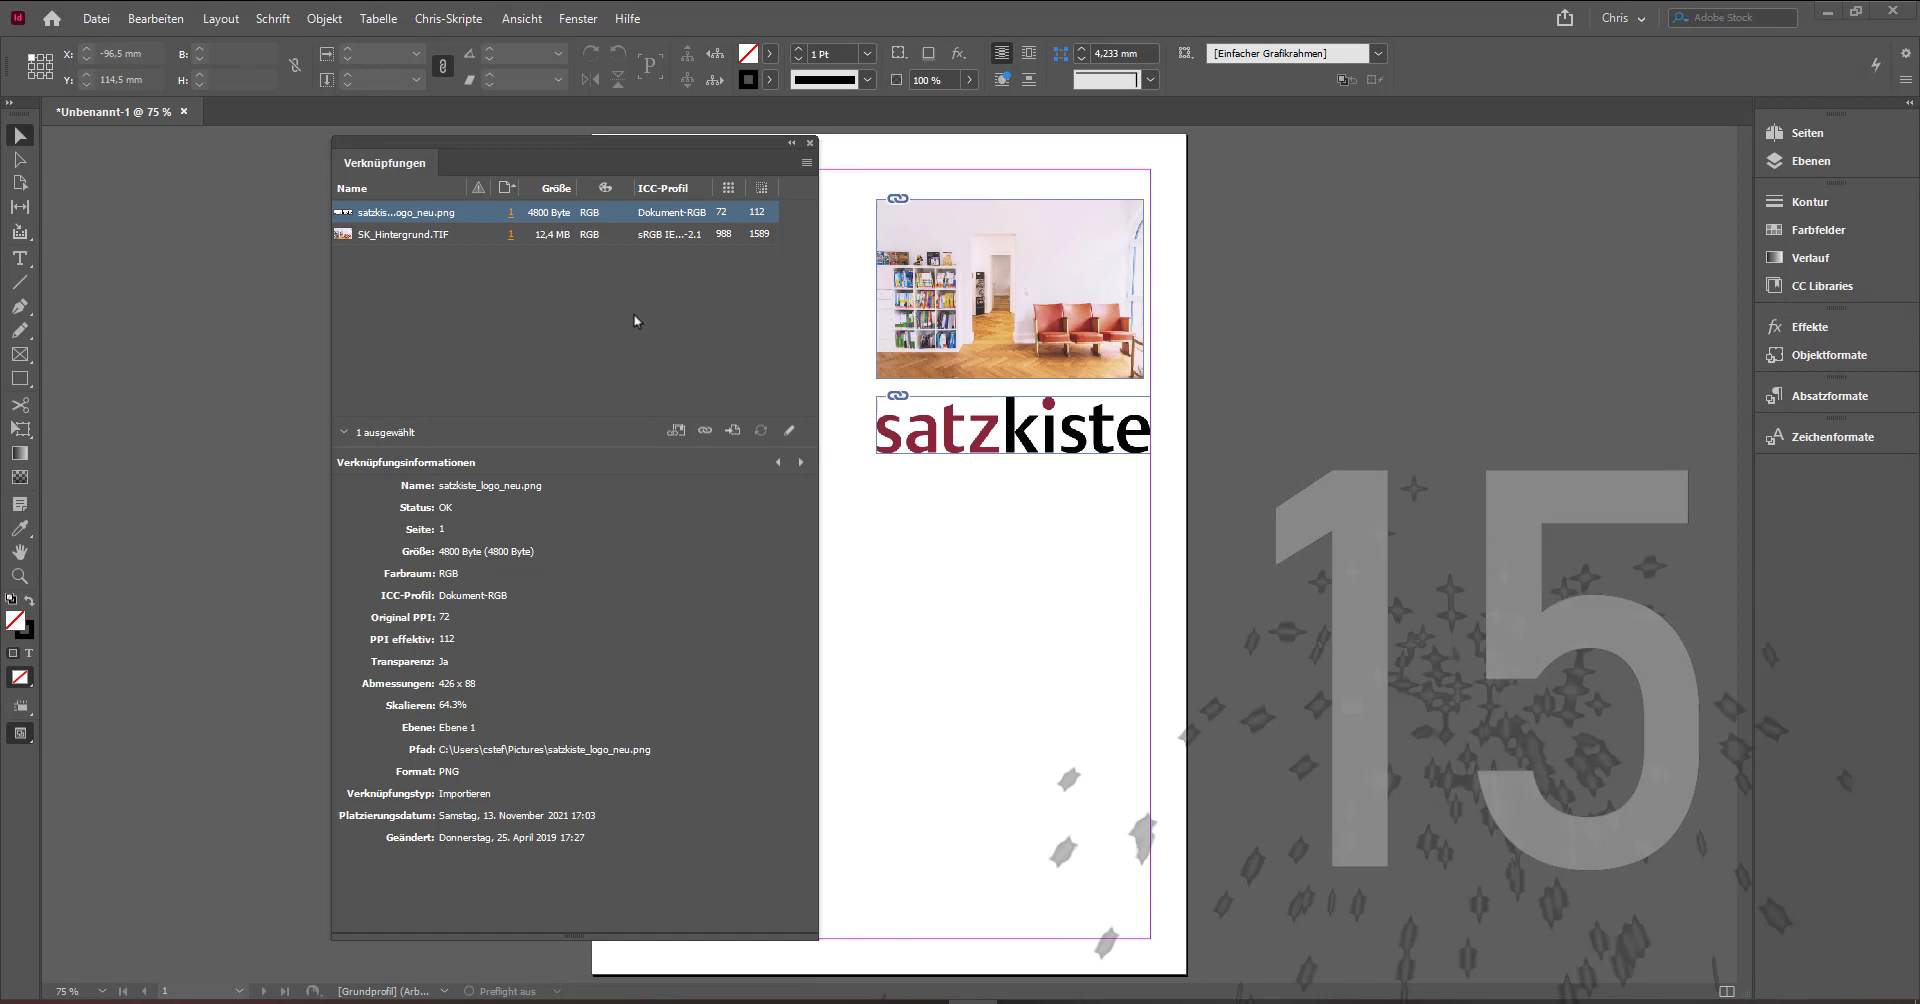 Id Datei Bearbeiten Layout Schrift Objekt Tabelle Chris-Skripte Ansicht Fenster Hilfe Chris Adobe Stock
X: -96,5 mm B: 1 Pt fx. 4,233 mm [Einfacher Grafikrahmen]
Y: 114,5 mm H: P 100 %
*Unbenannt-1 @ 75 %
Verknüpfungen
Name Größe ICC-Profil
satzkis...ogo_neu.png 1 4800 Byte RGB Dokument-RGB 72 112
SK_Hintergrund.TIF 1 12,4 MB RGB sRGB IE...-2.1 988 1589
1 ausgewählt
Verknüpfungsinformationen
Name: satzkiste_logo_neu.png
Status: OK
Seite: 1
Größe: 4800 Byte (4800 Byte)
Farbraum: RGB
ICC-Profil: Dokument-RGB
Original PPI: 72
PPI effektiv: 112
Transparenz: Ja
Abmessungen: 426 x 88
Skalieren: 64.3%
Ebene: Ebene 1
Pfad: C:\Users\cstef\Pictures\satzkiste_logo_neu.png
Format: PNG
Verknüpfungstyp: Importieren
Platzierungsdatum: Samstag, 13. November 2021 17:03
Geändert: Donnerstag, 25. April 2019 17:27
satzkiste
15
Seiten
Ebenen
Kontur
Farbfelder
Verlauf
CC Libraries
fx Effekte
Objektformate
Absatzformate
Zeichenformate
75 % 1 [Grundprofil] (Arb... Preflight aus